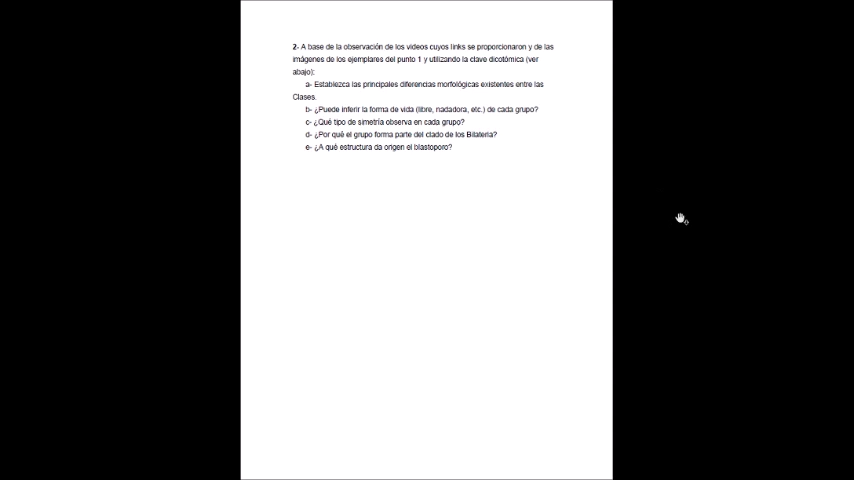 2- A base de la observación de los videos cuyos links se proporcionaron y de las
imágenes de los ejemplares del punto 1 y utilizando la clave dicotómica (ver
abajo):
a- Establezca las principales diferencias morfológicas existentes entre las
Clases.
b- ¿Puede inferir la forma de vida (libre, nadadora, etc.) de cada grupo?
c- ¿Qué tipo de simetría observa en cada grupo?
d- ¿Por qué el grupo forma parte del clado de los Bilateria?
e- ¿A qué estructura da origen el blastoporo?